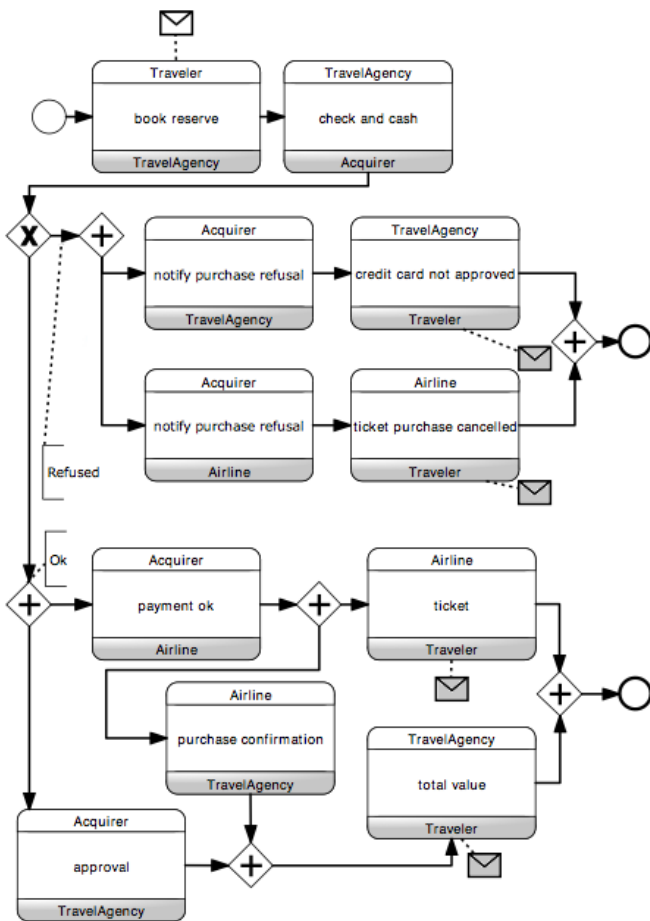 Traveler
book reserve
TravelAgency
TravelAgency
check and cash
Acquirer
X
Acquirer
notify purchase refusal
TravelAgency
TravelAgency
credit card not approved
Traveler
Acquirer
notify purchase refusal
Airline
Airline
ticket purchase cancelled
Traveler
Refused
Ok
Acquirer
payment ok
Airline
Airline
ticket
Traveler
Airline
purchase confirmation
TravelAgency
TravelAgency
total value
Traveler
Acquirer
approval
TravelAgency